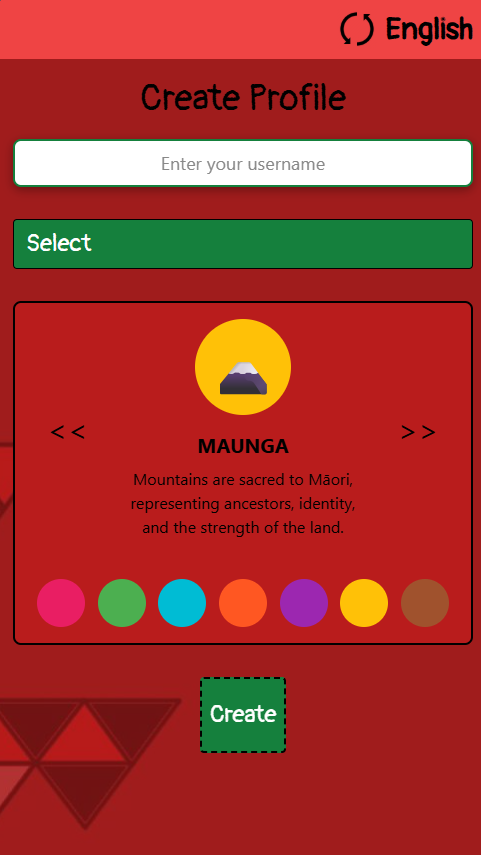 English
Create Profile
Enter your username
Select
<<
>>
MAUNGA
Mountains are sacred to Māori,
representing ancestors, identity,
and the strength of the land.
Create